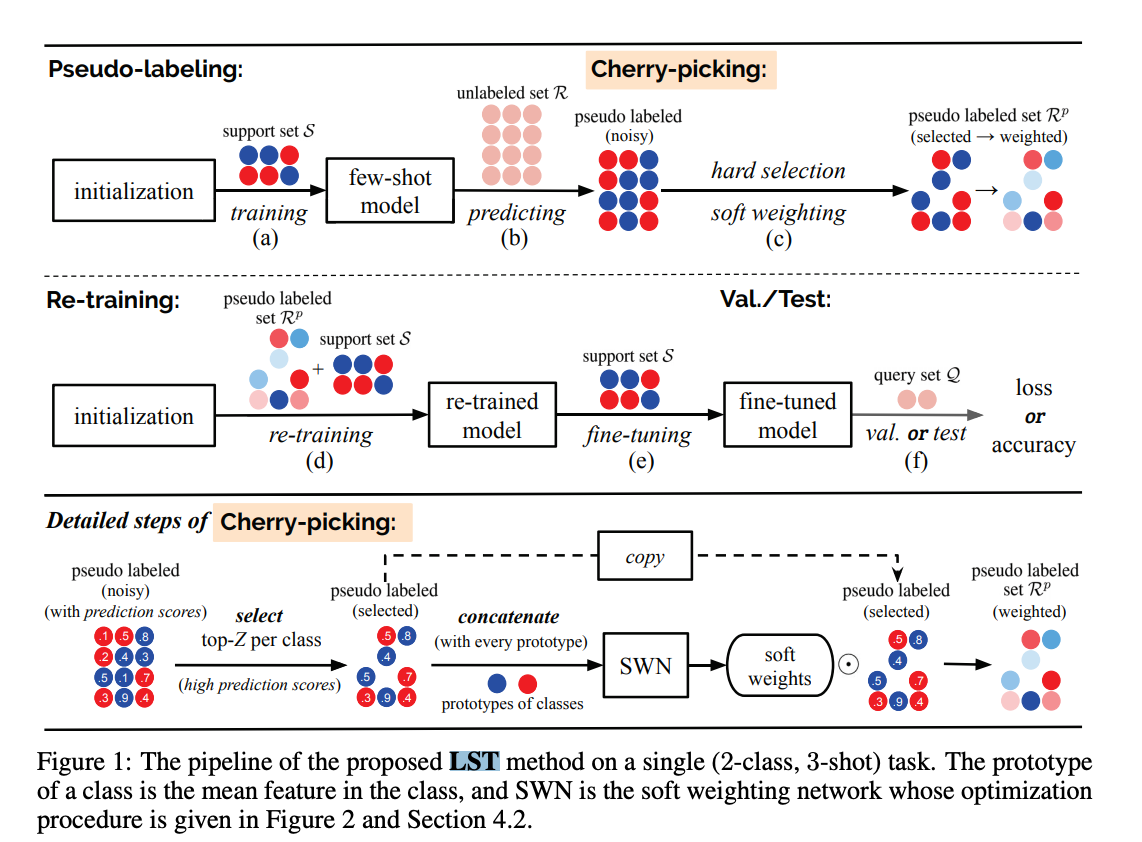 Pseudo-labeling:
Cherry-picking:
unlabeled set R
support set S
pseudo labeled
(noisy)
pseudo labeled set Rᵖ
(selected → weighted)
initialization
training
(a)
few-shot
model
predicting
(b)
hard selection
soft weighting
(c)
→
Re-training:
Val./Test:
pseudo labeled
set Rᵖ
+
support set S
initialization
re-training
(d)
re-trained
model
support set S
fine-tuning
(e)
fine-tuned
model
query set Q
val. or test
(f)
loss
or
accuracy
Detailed steps of Cherry-picking:
pseudo labeled
(noisy)
(with prediction scores)
.1 .5 .8
.2 .4 .3
.5 .1 .7
.3 .9 .4
select
top-Z per class
(high prediction scores)
pseudo labeled
(selected)
.5 .8
.4
.5 .7
.3 .9 .4
copy
concatenate
(with every prototype)
prototypes of classes
SWN
soft
weights
⊙
pseudo labeled
(selected)
.5 .8
.4
.5 .7
.3 .9 .4
pseudo labeled
set Rᵖ
(weighted)
Figure 1: The pipeline of the proposed LST method on a single (2-class, 3-shot) task. The prototype
of a class is the mean feature in the class, and SWN is the soft weighting network whose optimization
procedure is given in Figure 2 and Section 4.2.